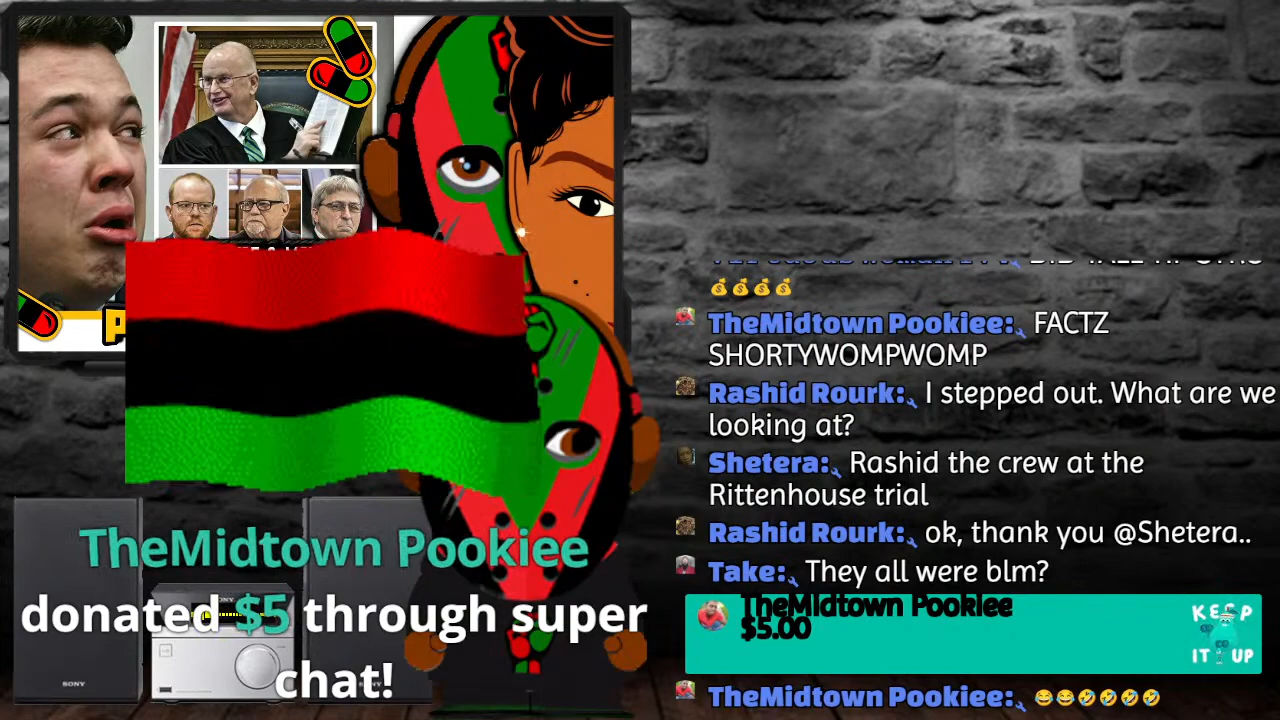 P
TheMidtown Pookiee
donated $5 through super
chat!
SONY
SONY
💰💰💰💰
TheMidtown Pookiee: FACTZ
SHORTYWOMPWOMP
Rashid Rourk: I stepped out. What are we
looking at?
Shetera: Rashid the crew at the
Rittenhouse trial
Rashid Rourk: ok, thank you @Shetera..
Take: They all were blm?
TheMidtown Pookiee
$5.00
KEEP
IT UP
TheMidtown Pookiee: 😂😂🤣🤣🤣🤣